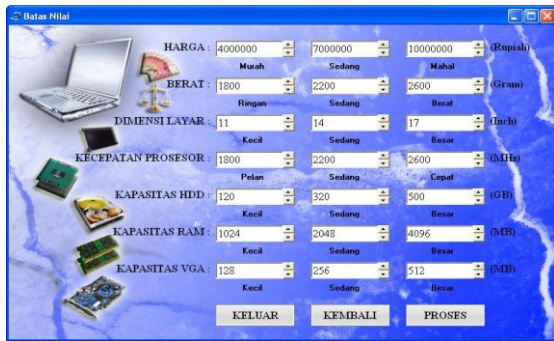 Batas Nilai
HARGA : 4000000 7000000 10000000 (Rupiah)
Murah Sedang Mahal
BERAT : 1800 2200 2600 (Gram)
Ringan Sedang Berat
DIMENSI LAYAR : 11 14 17 (Inch)
Kecil Sedang Besar
KECEPATAN PROSESOR : 1800 2200 2600 (MHz)
Pelan Sedang Cepat
KAPASITAS HDD : 120 320 500 (GB)
Kecil Sedang Besar
KAPASITAS RAM : 1024 2048 4096 (MB)
Kecil Sedang Besar
KAPASITAS VGA : 128 256 512 (MB)
Kecil Sedang Besar
KELUAR KEMBALI PROSES